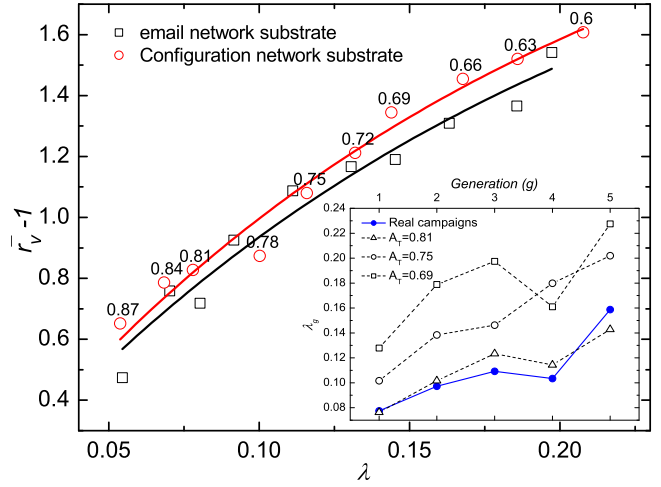 email network substrate
Configuration network substrate
0.6
0.63
0.66
0.69
0.72
0.75
0.78
0.81
0.84
0.87
1.6
1.4
1.2
1.0
0.8
0.6
0.4
r̄ᵥ-1
0.05 0.10 0.15 0.20
λ
Generation (g)
1 2 3 4 5
Real campaigns
A_T=0.81
A_T=0.75
A_T=0.69
0.24
0.22
0.20
0.18
0.16
0.14
0.12
0.10
0.08
λ_g